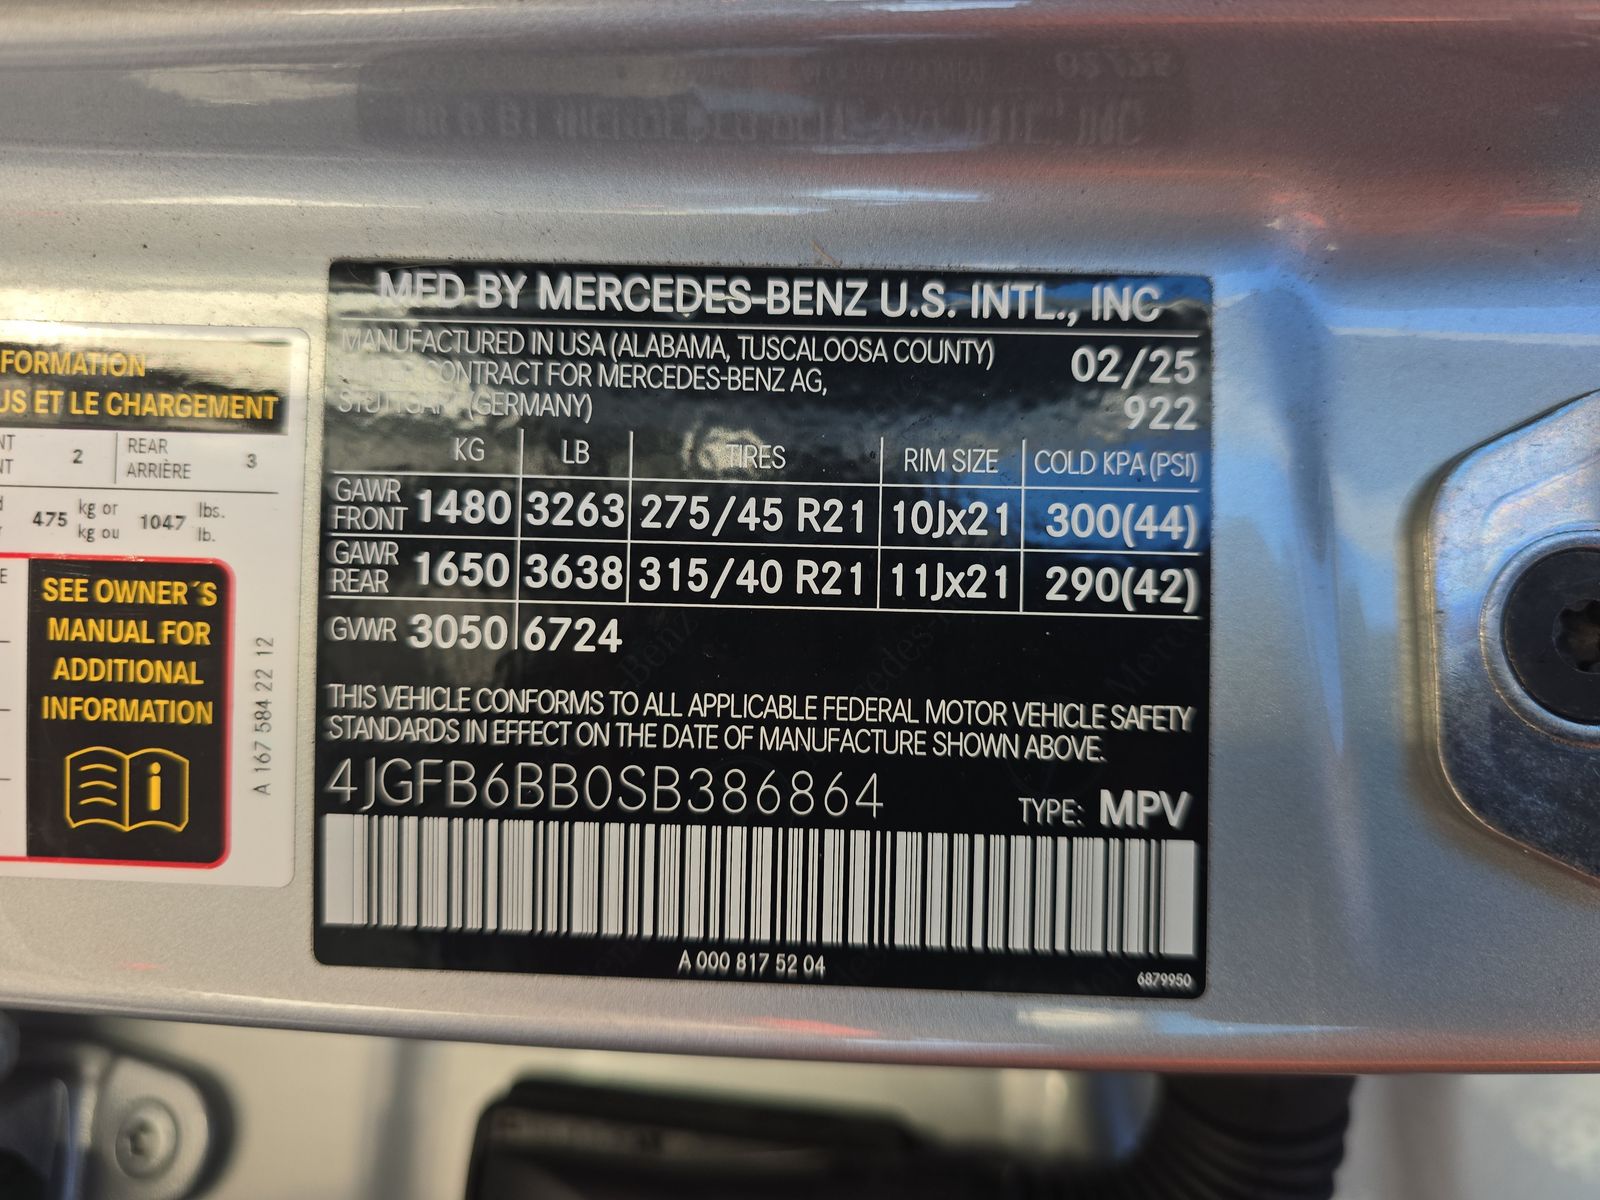 MFD BY MERCEDES-BENZ U.S. INTL., INC
MANUFACTURED IN USA (ALABAMA, TUSCALOOSA COUNTY)
CONTRACT FOR MERCEDES-BENZ AG,
STUTTGART (GERMANY)
02/25
922
KG LB TIRES RIM SIZE COLD KPA (PSI)
GAWR FRONT 1480 3263 275/45 R21 10Jx21 300(44)
GAWR REAR 1650 3638 315/40 R21 11Jx21 290(42)
GVWR 3050 6724
THIS VEHICLE CONFORMS TO ALL APPLICABLE FEDERAL MOTOR VEHICLE SAFETY
STANDARDS IN EFFECT ON THE DATE OF MANUFACTURE SHOWN ABOVE.
4JGFB6BB0SB386864
TYPE: MPV
A 000 817 52 04
6879950
FORMATION
US ET LE CHARGEMENT
2 REAR 3
ARRIÈRE
475 kg or 1047 lbs.
kg ou lb.
SEE OWNER´S
MANUAL FOR
ADDITIONAL
INFORMATION
i
A 167 584 22 12